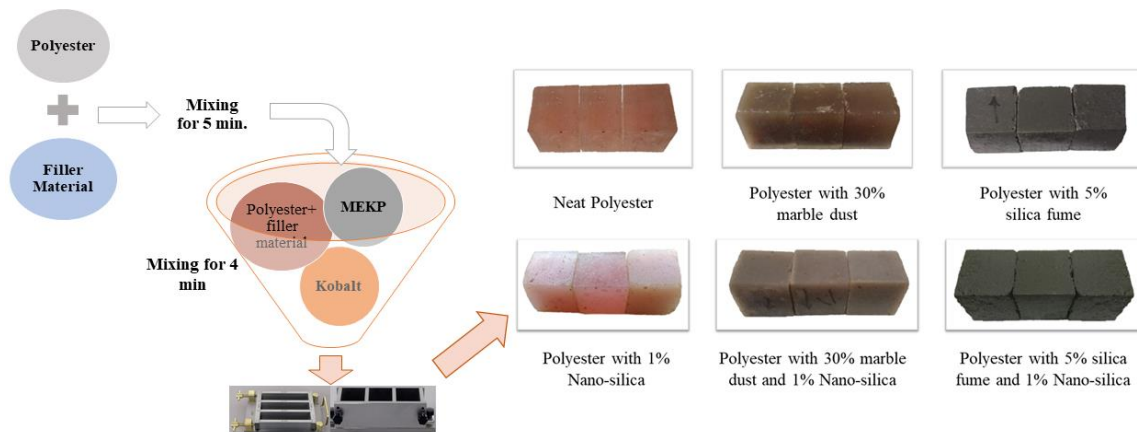 Polyester
Filler
Material
Mixing
for 5 min.
Polyester+
filler
material
MEKP
Kobalt
Mixing for 4
min
Neat Polyester
Polyester with 30%
marble dust
Polyester with 5%
silica fume
Polyester with 1%
Nano-silica
Polyester with 30% marble
dust and 1% Nano-silica
Polyester with 5% silica
fume and 1% Nano-silica